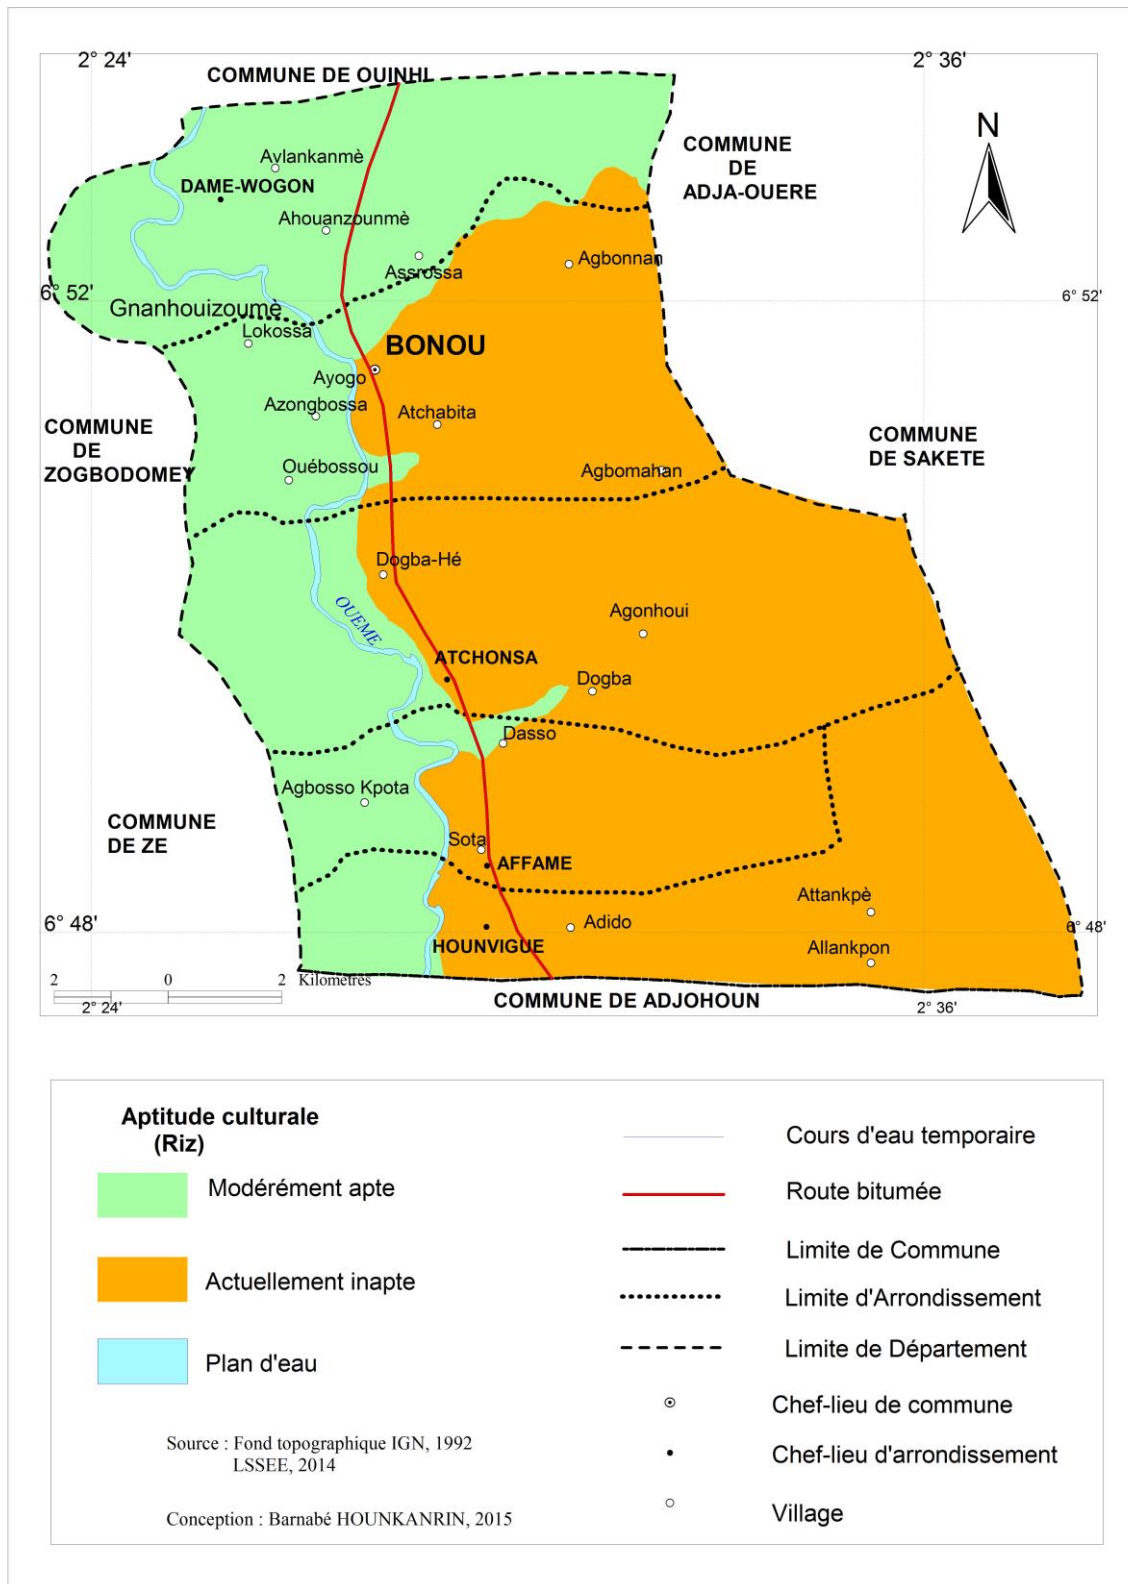 2° 24'
2° 36'
COMMUNE DE OUINHI
N
COMMUNE
DE
ADJA-OUERE
Avlankanmè
DAME-WOGON
Ahouanzounmè
Assrossa
Agbonnan
6° 52'
6° 52'
Gnanhouizoumè
Lokossa
BONOU
Ayogo
Azongbossa
Atchabita
COMMUNE
DE
ZOGBODOMEY
COMMUNE
DE SAKETE
Ouébossou
Agbomahan
Dogba-Hé
OUEME
Agonhoui
ATCHONSA
Dogba
Dasso
Agbosso Kpota
COMMUNE
DE ZE
Sota
AFFAME
Attankpè
6° 48'
6° 48'
Adido
HOUNVIGUE
Allankpon
2 0 2 Kilometres
COMMUNE DE ADJOHOUN
2° 24'
2° 36'
Aptitude culturale
(Riz)
Modérément apte
Actuellement inapte
Plan d'eau
Source : Fond topographique IGN, 1992
LSSEE, 2014
Conception : Barnabé HOUNKANRIN, 2015
Cours d'eau temporaire
Route bitumée
Limite de Commune
Limite d'Arrondissement
Limite de Département
Chef-lieu de commune
Chef-lieu d'arrondissement
Village